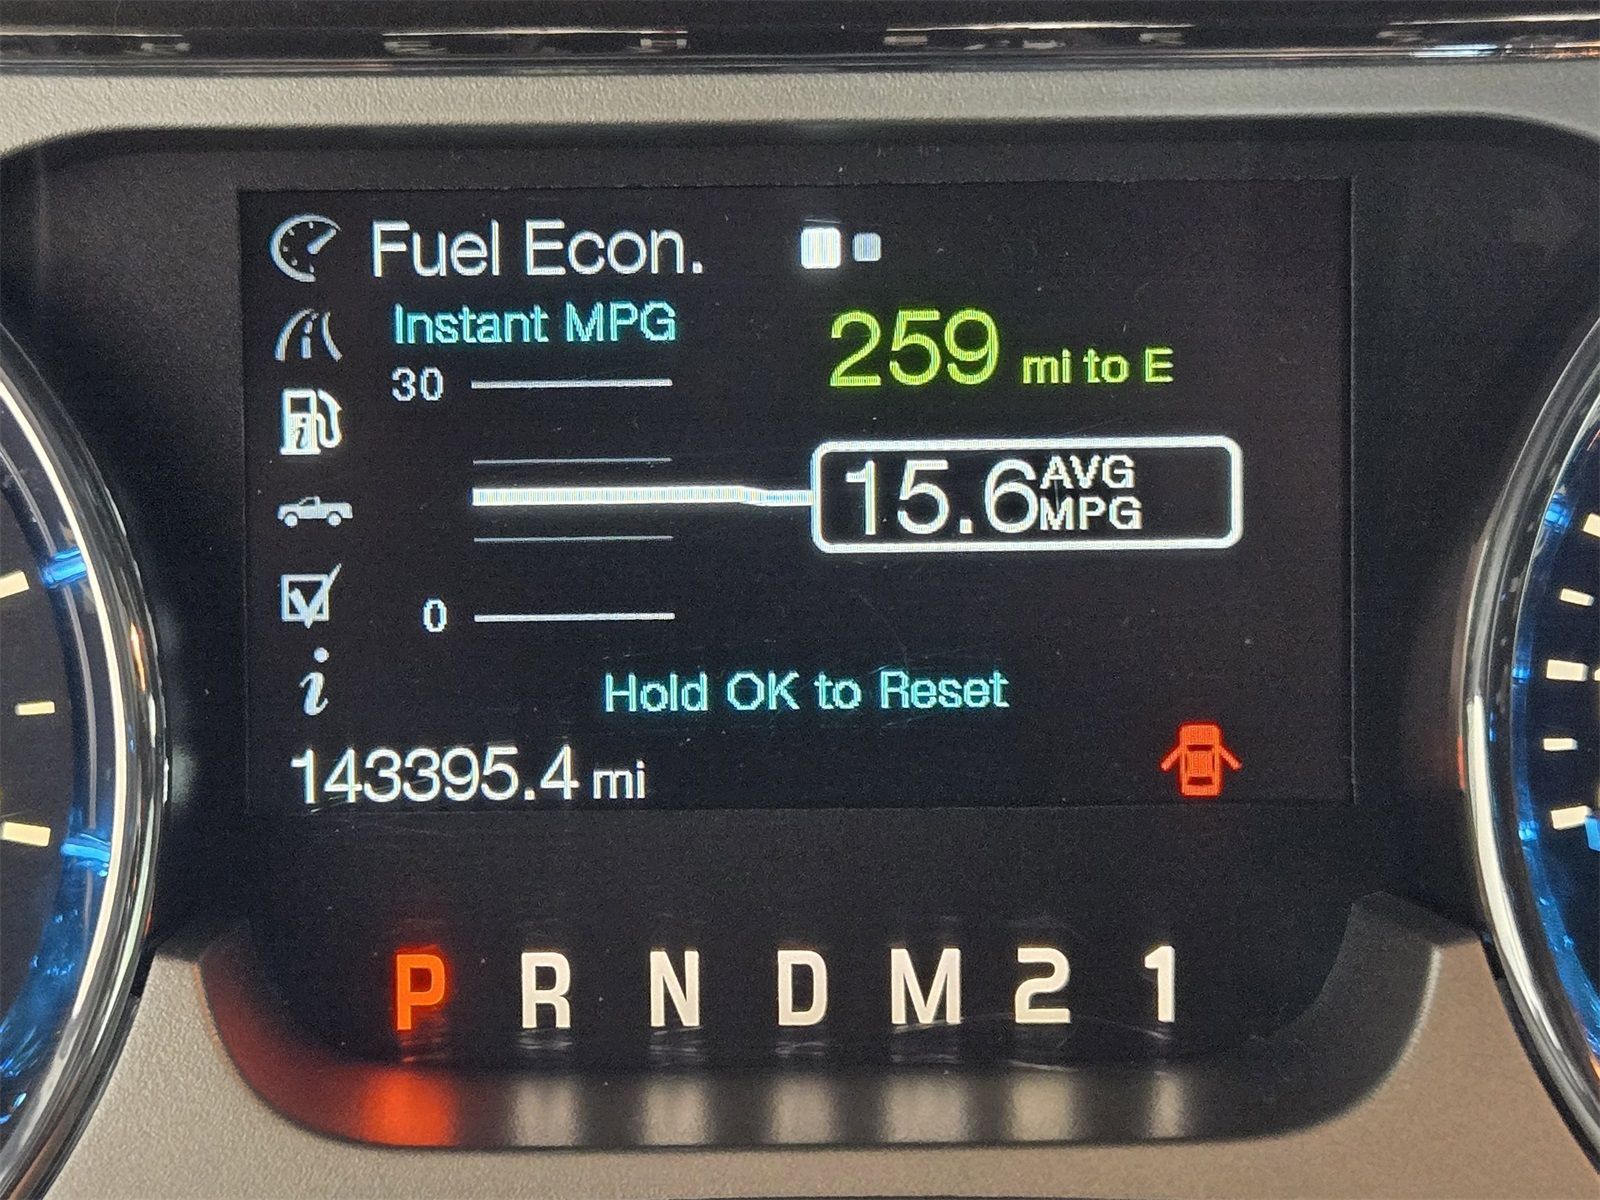 Fuel Econ.
Instant MPG
259 mi to E
30
15.6 AVG MPG
0
Hold OK to Reset
143395.4 mi
P R N D M 2 1